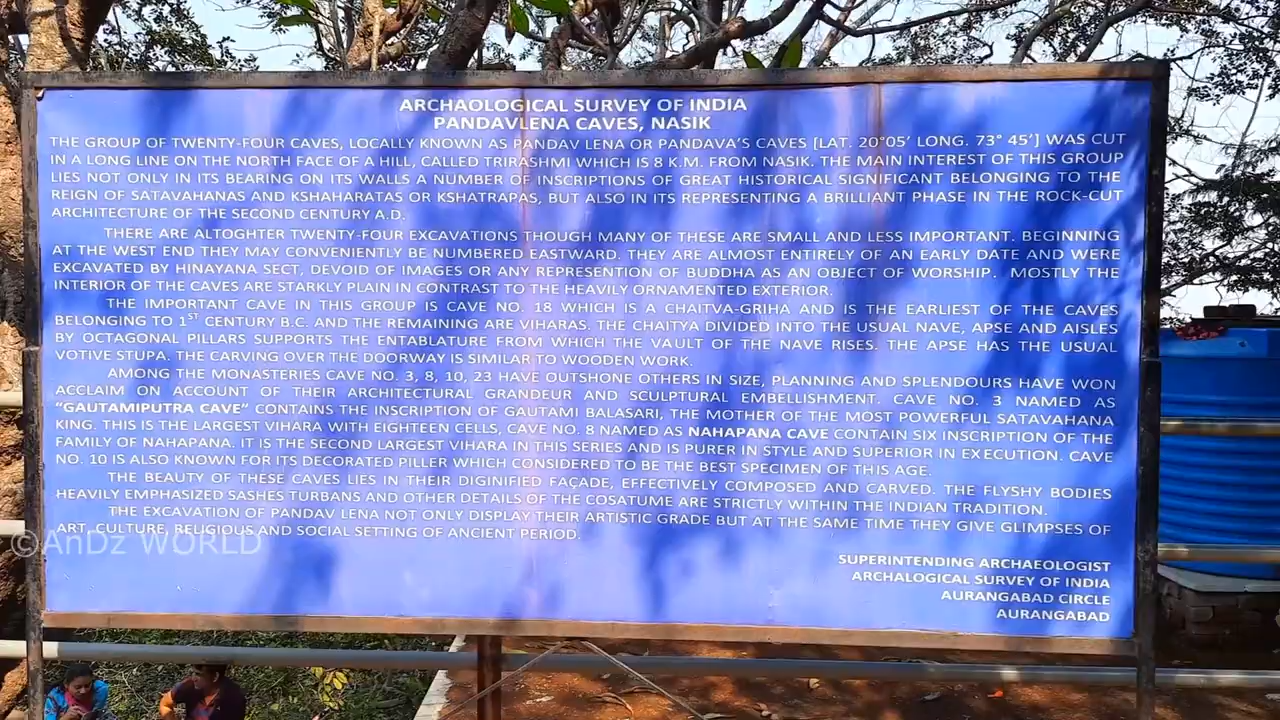 ARCHAOLOGICAL SURVEY OF INDIA
PANDAVLENA CAVES, NASIK
THE GROUP OF TWENTY-FOUR CAVES, LOCALLY KNOWN AS PANDAV LENA OR PANDAVA'S CAVES [LAT. 20°05' LONG. 73° 45'] WAS CUT
IN A LONG LINE ON THE NORTH FACE OF A HILL, CALLED TRIRASHMI WHICH IS 8 K.M. FROM NASIK. THE MAIN INTEREST OF THIS GROUP
LIES NOT ONLY IN ITS BEARING ON ITS WALLS A NUMBER OF INSCRIPTIONS OF GREAT HISTORICAL SIGNIFICANT BELONGING TO THE
REIGN OF SATAVAHANAS AND KSHAHARATAS OR KSHATRAPAS, BUT ALSO IN ITS REPRESENTING A BRILLIANT PHASE IN THE ROCK-CUT
ARCHITECTURE OF THE SECOND CENTURY A.D.
THERE ARE ALTOGHTER TWENTY-FOUR EXCAVATIONS THOUGH MANY OF THESE ARE SMALL AND LESS IMPORTANT. BEGINNING
AT THE WEST END THEY MAY CONVENIENTLY BE NUMBERED EASTWARD. THEY ARE ALMOST ENTIRELY OF AN EARLY DATE AND WERE
EXCAVATED BY HINAYANA SECT, DEVOID OF IMAGES OR ANY REPRESENTION OF BUDDHA AS AN OBJECT OF WORSHIP. MOSTLY THE
INTERIOR OF THE CAVES ARE STARKLY PLAIN IN CONTRAST TO THE HEAVILY ORNAMENTED EXTERIOR.
THE IMPORTANT CAVE IN THIS GROUP IS CAVE NO. 18 WHICH IS A CHAITVA-GRIHA AND IS THE EARLIEST OF THE CAVES
BELONGING TO 1ST CENTURY B.C. AND THE REMAINING ARE VIHARAS. THE CHAITYA DIVIDED INTO THE USUAL NAVE, APSE AND AISLES
BY OCTAGONAL PILLARS SUPPORTS THE ENTABLATURE FROM WHICH THE VAULT OF THE NAVE RISES. THE APSE HAS THE USUAL
VOTIVE STUPA. THE CARVING OVER THE DOORWAY IS SIMILAR TO WOODEN WORK.
AMONG THE MONASTERIES CAVE NO. 3, 8, 10, 23 HAVE OUTSHONE OTHERS IN SIZE, PLANNING AND SPLENDOURS HAVE WON
ACCLAIM ON ACCOUNT OF THEIR ARCHITECTURAL GRANDEUR AND SCULPTURAL EMBELLISHMENT. CAVE NO. 3 NAMED AS
"GAUTAMIPUTRA CAVE" CONTAINS THE INSCRIPTION OF GAUTAMI BALASARI, THE MOTHER OF THE MOST POWERFUL SATAVAHANA
KING. THIS IS THE LARGEST VIHARA WITH EIGHTEEN CELLS, CAVE NO. 8 NAMED AS NAHAPANA CAVE CONTAIN SIX INSCRIPTION OF THE
FAMILY OF NAHAPANA. IT IS THE SECOND LARGEST VIHARA IN THIS SERIES AND IS PURER IN STYLE AND SUPERIOR IN EXECUTION. CAVE
NO. 10 IS ALSO KNOWN FOR ITS DECORATED PILLER WHICH CONSIDERED TO BE THE BEST SPECIMEN OF THIS AGE.
THE BEAUTY OF THESE CAVES LIES IN THEIR DIGINIFIED FAÇADE, EFFECTIVELY COMPOSED AND CARVED. THE FLYSHY BODIES
HEAVILY EMPHASIZED SASHES TURBANS AND OTHER DETAILS OF THE COSATUME ARE STRICTLY WITHIN THE INDIAN TRADITION.
THE EXCAVATION OF PANDAV LENA NOT ONLY DISPLAY THEIR ARTISTIC GRADE BUT AT THE SAME TIME THEY GIVE GLIMPSES OF
ART, CULTURE, RELIGIOUS AND SOCIAL SETTING OF ANCIENT PERIOD.
©AnDz WORLD
SUPERINTENDING ARCHAEOLOGIST
ARCHALOGICAL SURVEY OF INDIA
AURANGABAD CIRCLE
AURANGABAD